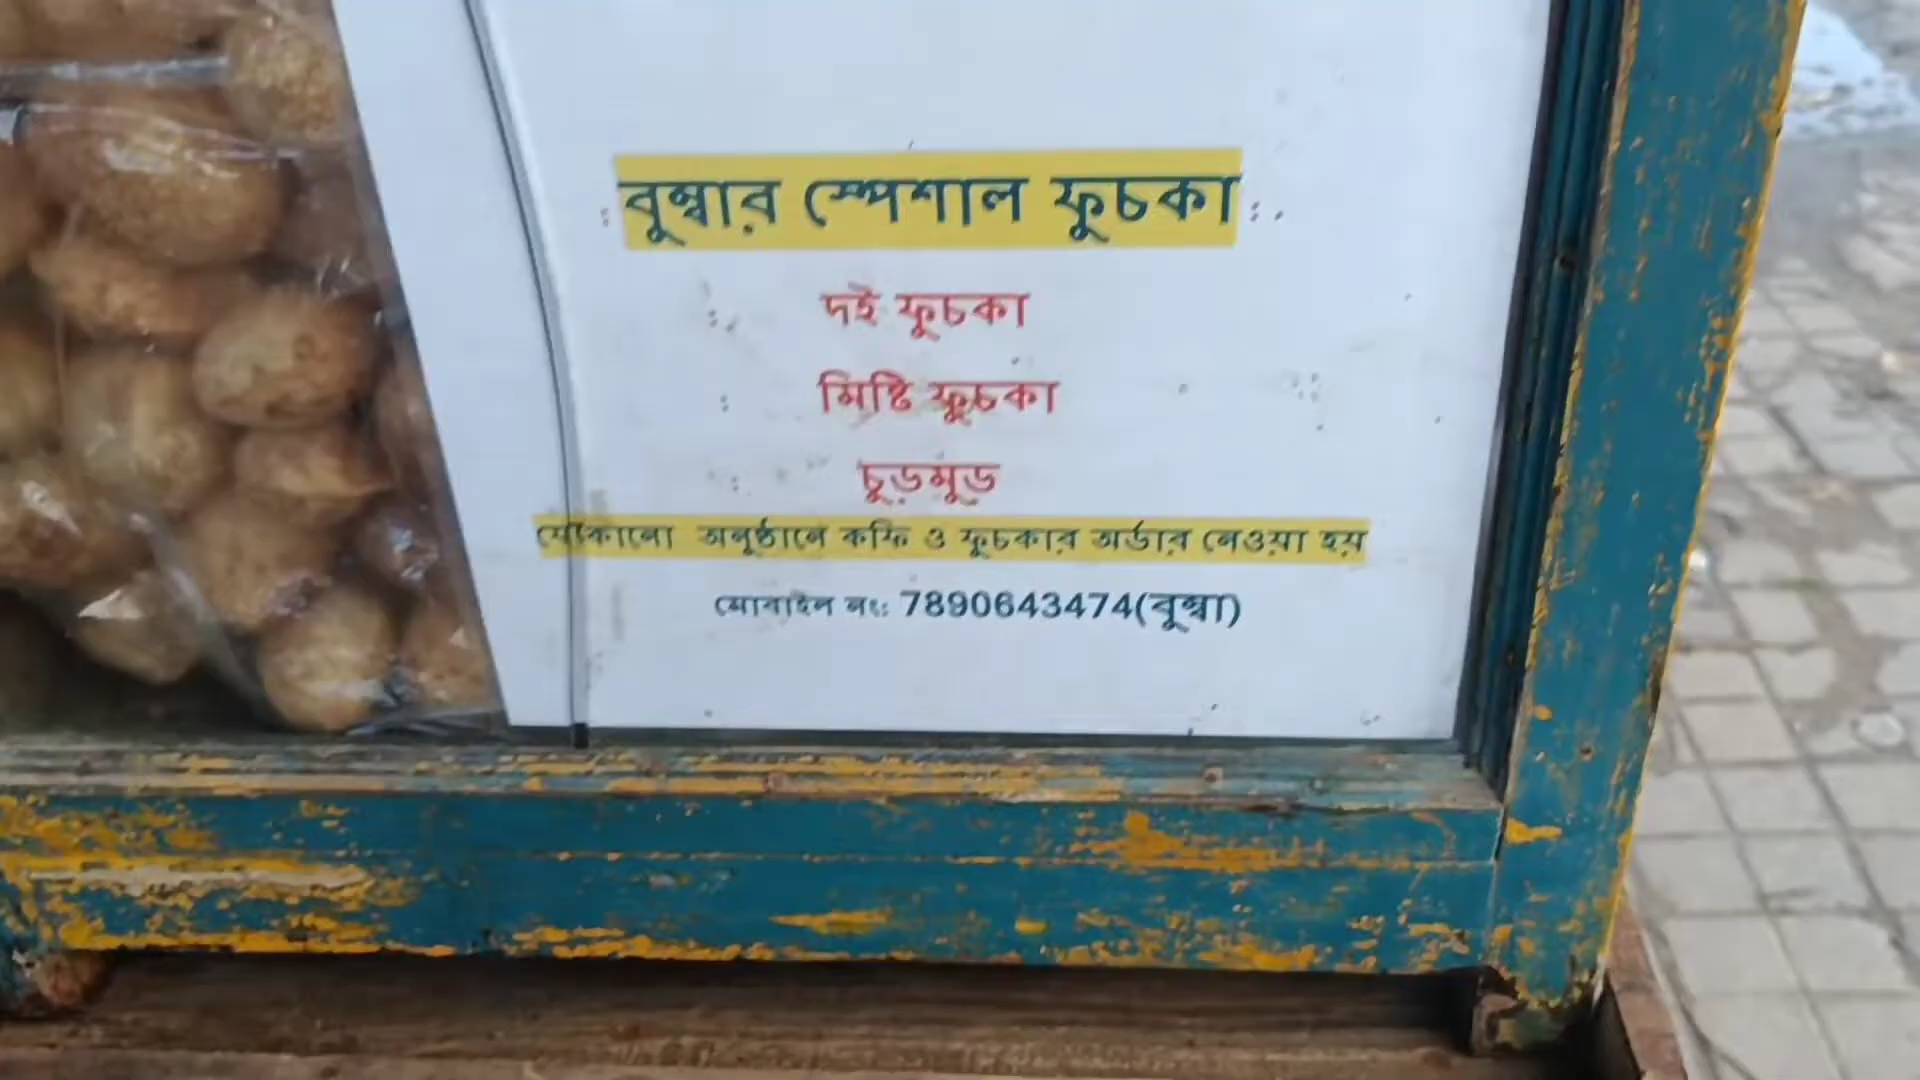 বুম্বার স্পেশাল ফুচকা
দই ফুচকা
মিষ্টি ফুচকা
চুড়মুড়
যেকোনো অনুষ্ঠানে কফি ও ফুচকার অর্ডার নেওয়া হয়
মোবাইল নং: 7890643474(বুম্বা)